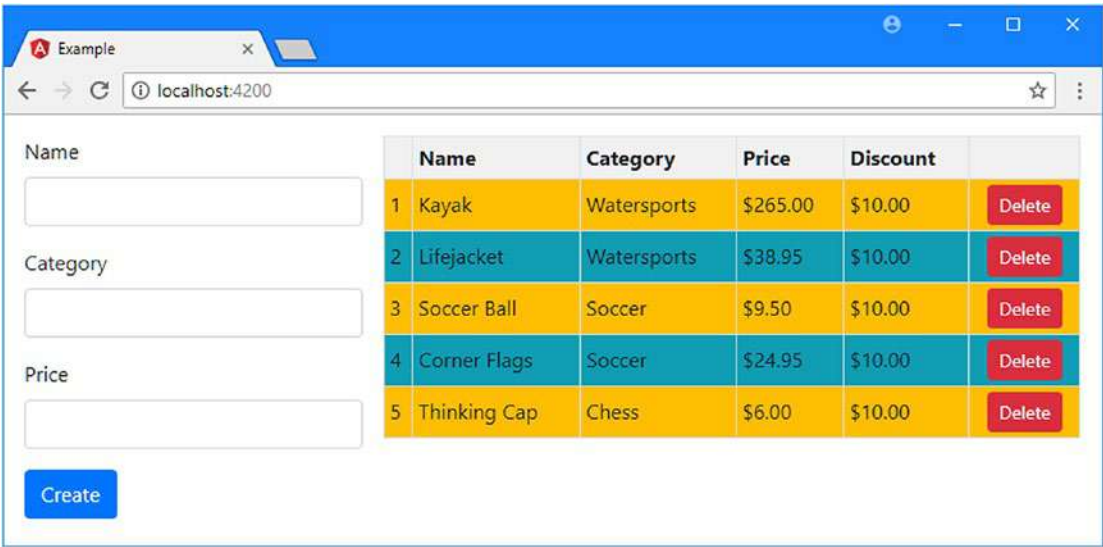 Example
localhost:4200
Name
Category
Price
Create
Name Category Price Discount
1 Kayak Watersports $265.00 $10.00 Delete
2 Lifejacket Watersports $38.95 $10.00 Delete
3 Soccer Ball Soccer $9.50 $10.00 Delete
4 Corner Flags Soccer $24.95 $10.00 Delete
5 Thinking Cap Chess $6.00 $10.00 Delete